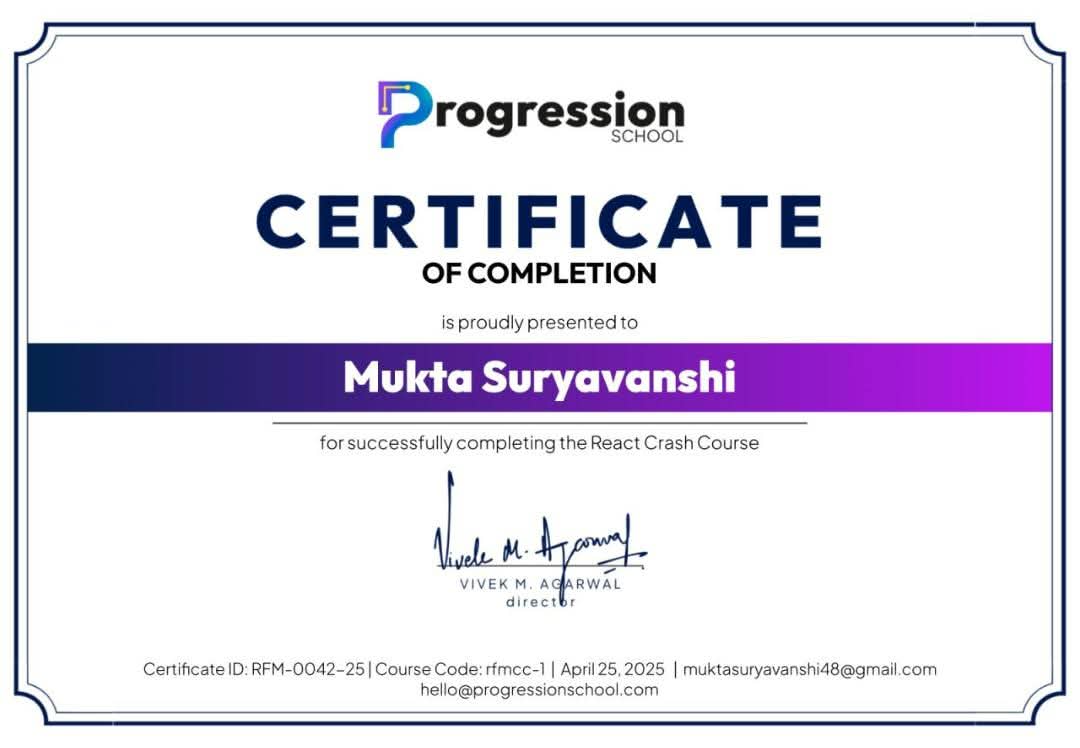 Progression
SCHOOL
CERTIFICATE
OF COMPLETION
is proudly presented to
Mukta Suryavanshi
for successfully completing the React Crash Course
Vivek M. Agarwal
VIVEK M. AGARWAL
director
Certificate ID: RFM-0042-25 | Course Code: rfmcc-1 | April 25, 2025 | muktasuryavanshi48@gmail.com
hello@progressionschool.com